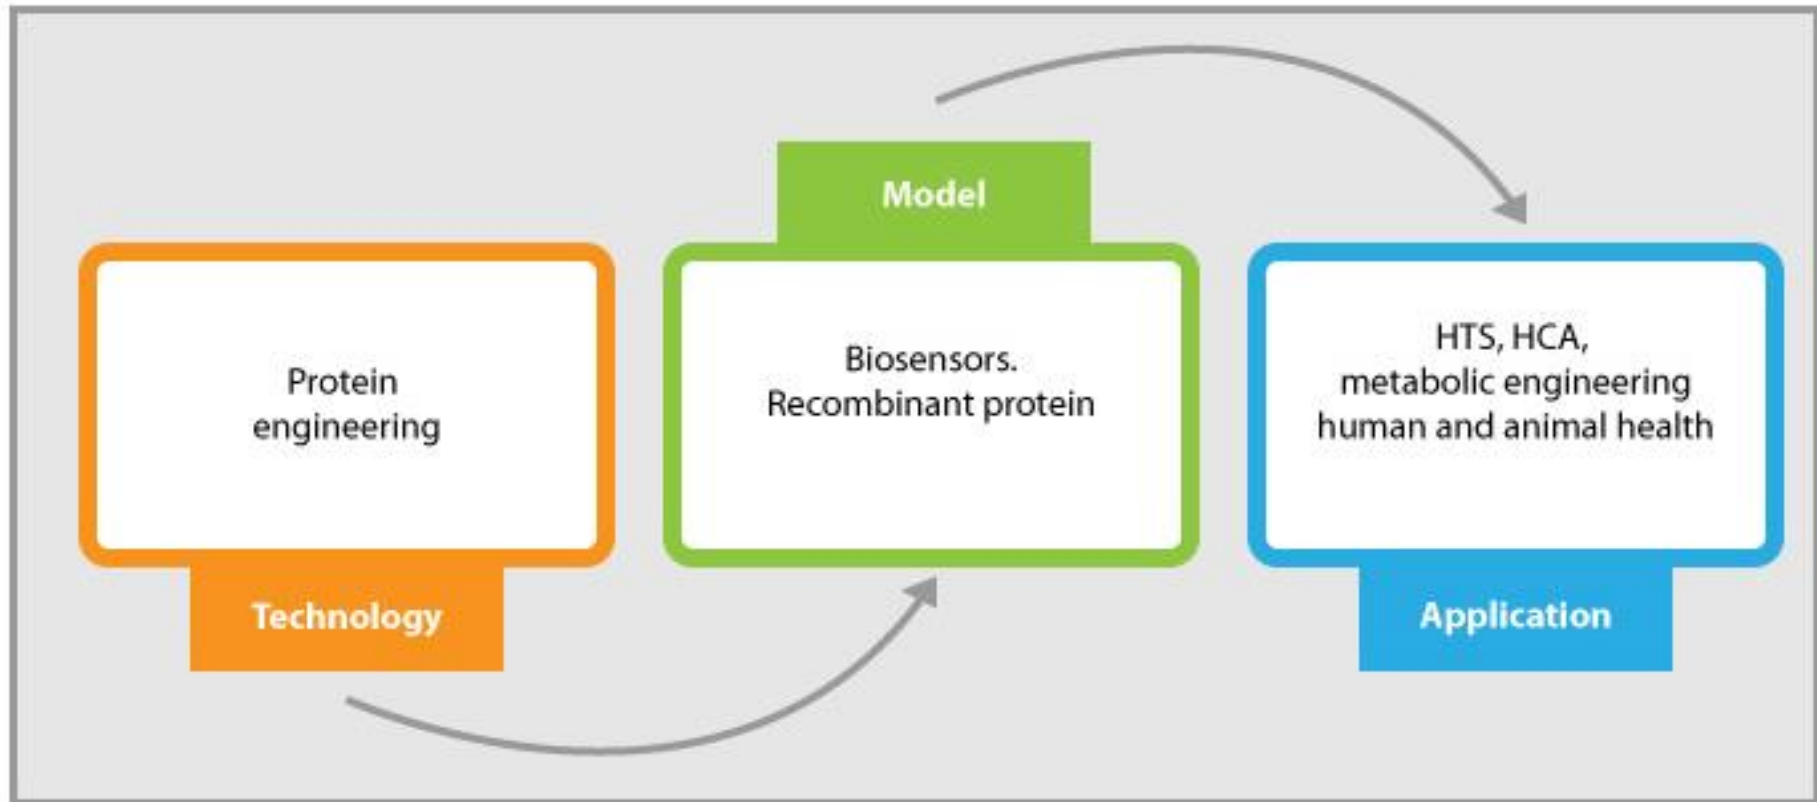 Model
Protein
engineering
Technology
Biosensors.
Recombinant protein
HTS, HCA,
metabolic engineering
human and animal health
Application